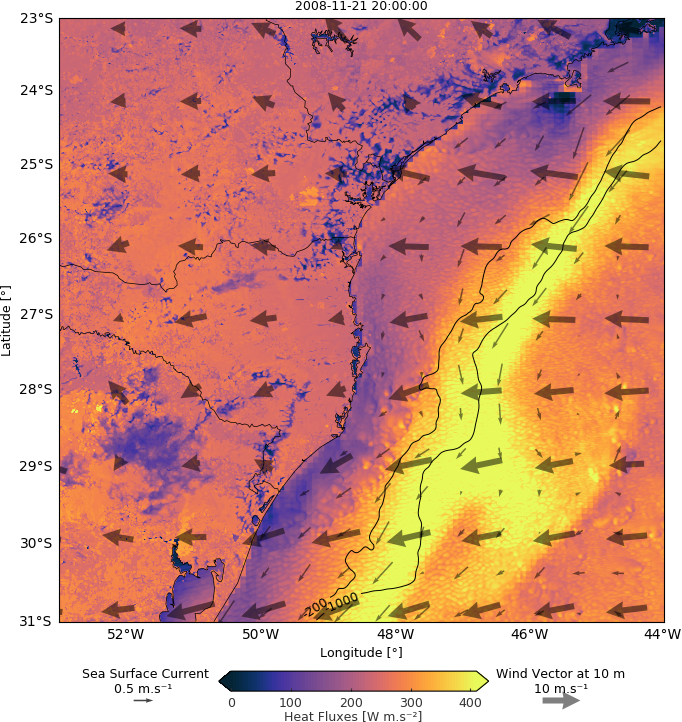 2008-11-21 20:00:00
23°S
24°S
25°S
26°S
27°S
28°S
29°S
30°S
31°S
Latitude [°]
200
1000
52°W 50°W 48°W 46°W 44°W
Longitude [°]
Sea Surface Current
0.5 m.s⁻¹
Wind Vector at 10 m
10 m.s⁻¹
0 100 200 300 400
Heat Fluxes [W m.s⁻²]